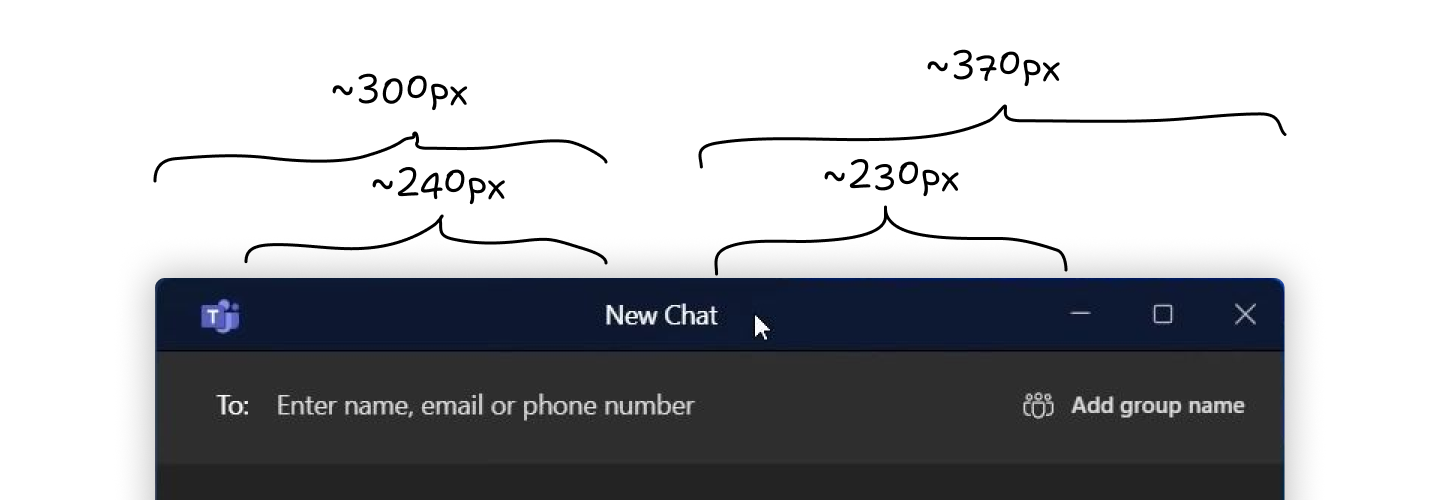 ~370px
~300px
~240px
~230px
T
New Chat
To: Enter name, email or phone number
Add group name